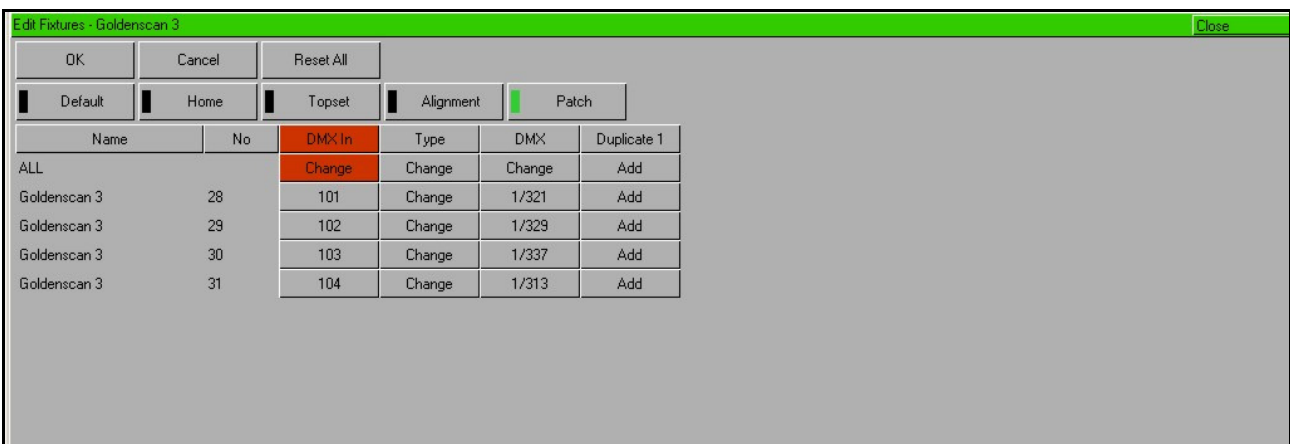 Edit Fixtures - Goldenscan 3 Close
OK Cancel Reset All
Default Home Topset Alignment Patch
Name No DMX In Type DMX Duplicate 1
ALL Change Change Change Add
Goldenscan 3 28 101 Change 1/321 Add
Goldenscan 3 29 102 Change 1/329 Add
Goldenscan 3 30 103 Change 1/337 Add
Goldenscan 3 31 104 Change 1/313 Add